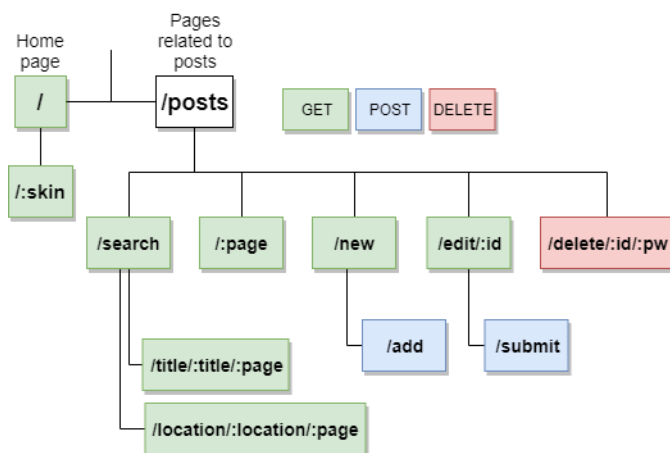 Home
page
Pages
related to
posts
/
/posts
GET
POST
DELETE
/:skin
/search
/:page
/new
/edit/:id
/delete/:id/:pw
/add
/submit
/title/:title/:page
/location/:location/:page